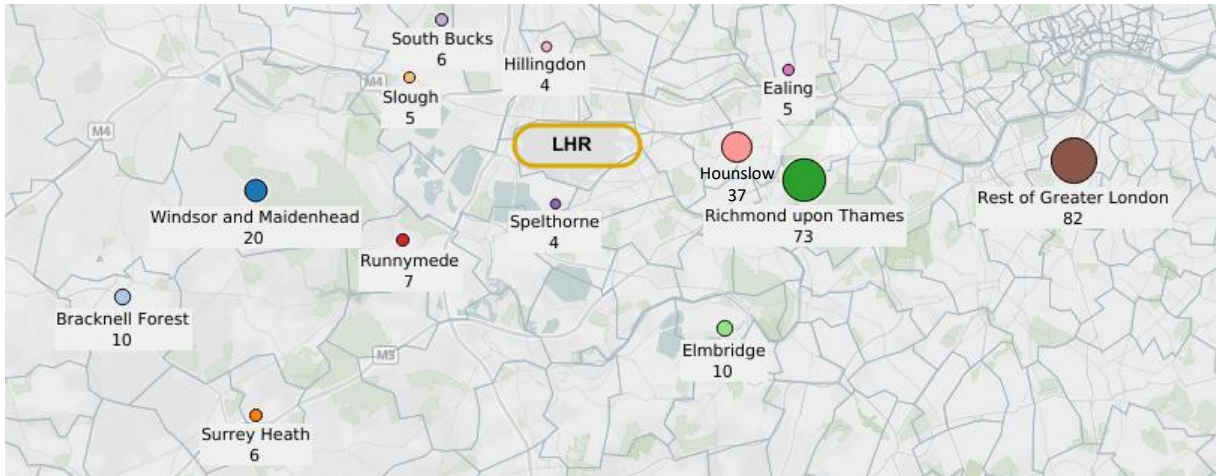 South Bucks
6
Hillingdon
4
Ealing
5
M4
Slough
5
M4
LHR
Hounslow
37
Windsor and Maidenhead
20
Spelthorne
4
Richmond upon Thames
73
Rest of Greater London
82
Runnymede
7
Bracknell Forest
10
M3
Elmbridge
10
Surrey Heath
6